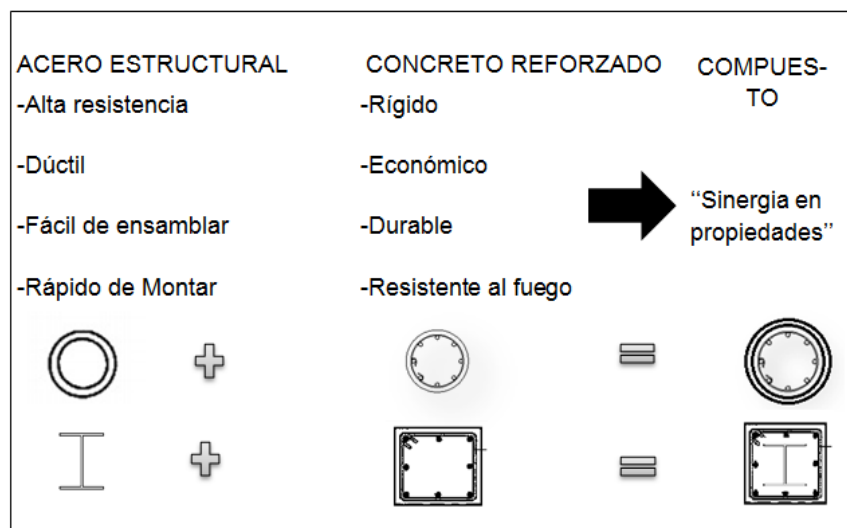 ACERO ESTRUCTURAL
-Alta resistencia
-Dúctil
-Fácil de ensamblar
-Rápido de Montar
CONCRETO REFORZADO
-Rígido
-Económico
-Durable
-Resistente al fuego
COMPUES-
TO
‘‘Sinergia en
propiedades’’